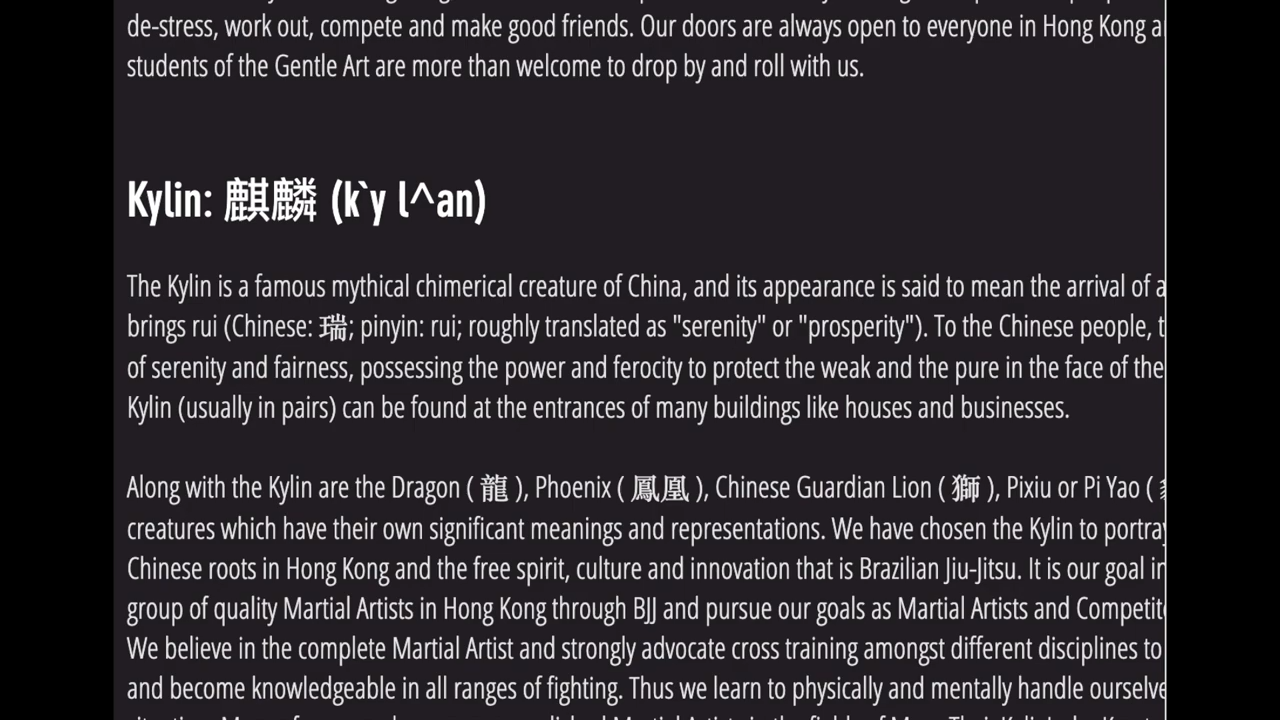 de-stress, work out, compete and make good friends. Our doors are always open to everyone in Hong Kong
students of the Gentle Art are more than welcome to drop by and roll with us.
Kylin: 麒麟 (k`y l^an)
The Kylin is a famous mythical chimerical creature of China, and its appearance is said to mean the arrival of a
brings rui (Chinese: 瑞; pinyin: rui; roughly translated as "serenity" or "prosperity"). To the Chinese people,
of serenity and fairness, possessing the power and ferocity to protect the weak and the pure in the face of the
Kylin (usually in pairs) can be found at the entrances of many buildings like houses and businesses.
Along with the Kylin are the Dragon ( 龍 ), Phoenix ( 鳳凰 ), Chinese Guardian Lion ( 獅 ), Pixiu or Pi Yao (
creatures which have their own significant meanings and representations. We have chosen the Kylin to portray
Chinese roots in Hong Kong and the free spirit, culture and innovation that is Brazilian Jiu-Jitsu. It is our goal
group of quality Martial Artists in Hong Kong through BJJ and pursue our goals as Martial Artists and
We believe in the complete Martial Artist and strongly advocate cross training amongst different disciplines to
and become knowledgeable in all ranges of fighting. Thus we learn to physically and mentally handle